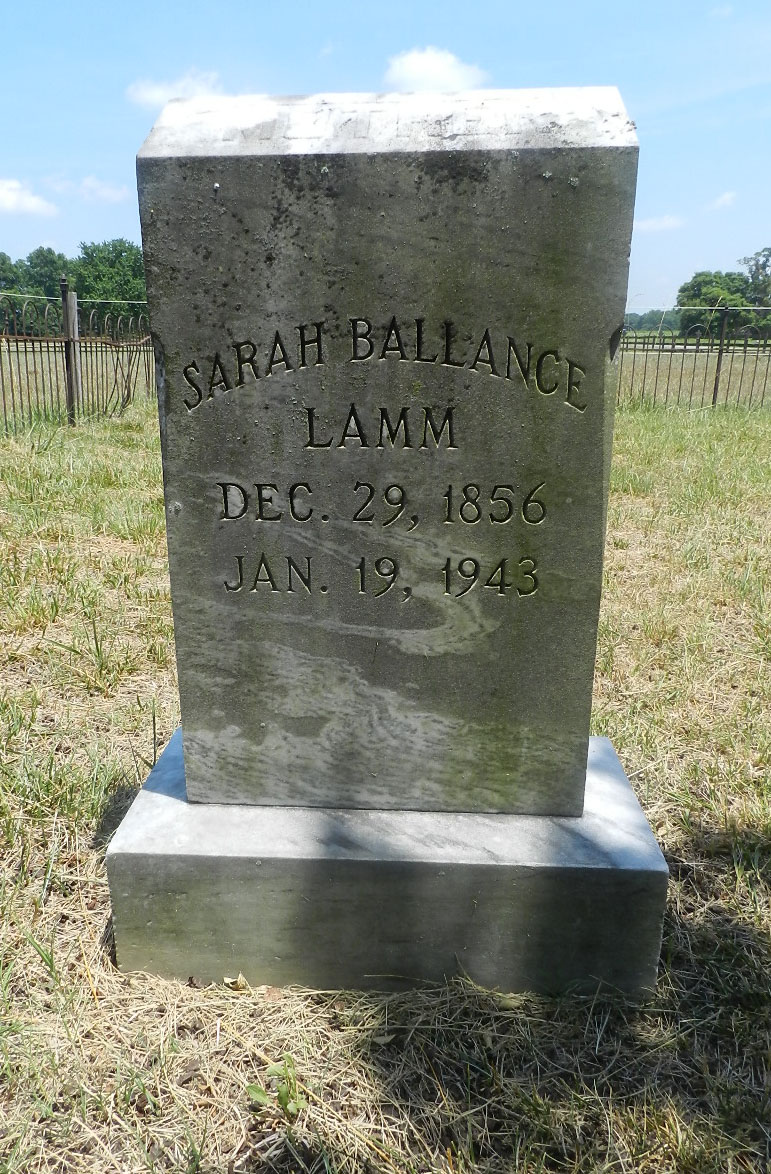 SARAH BALLANCE
LAMM
DEC. 29, 1856
JAN. 19, 1943